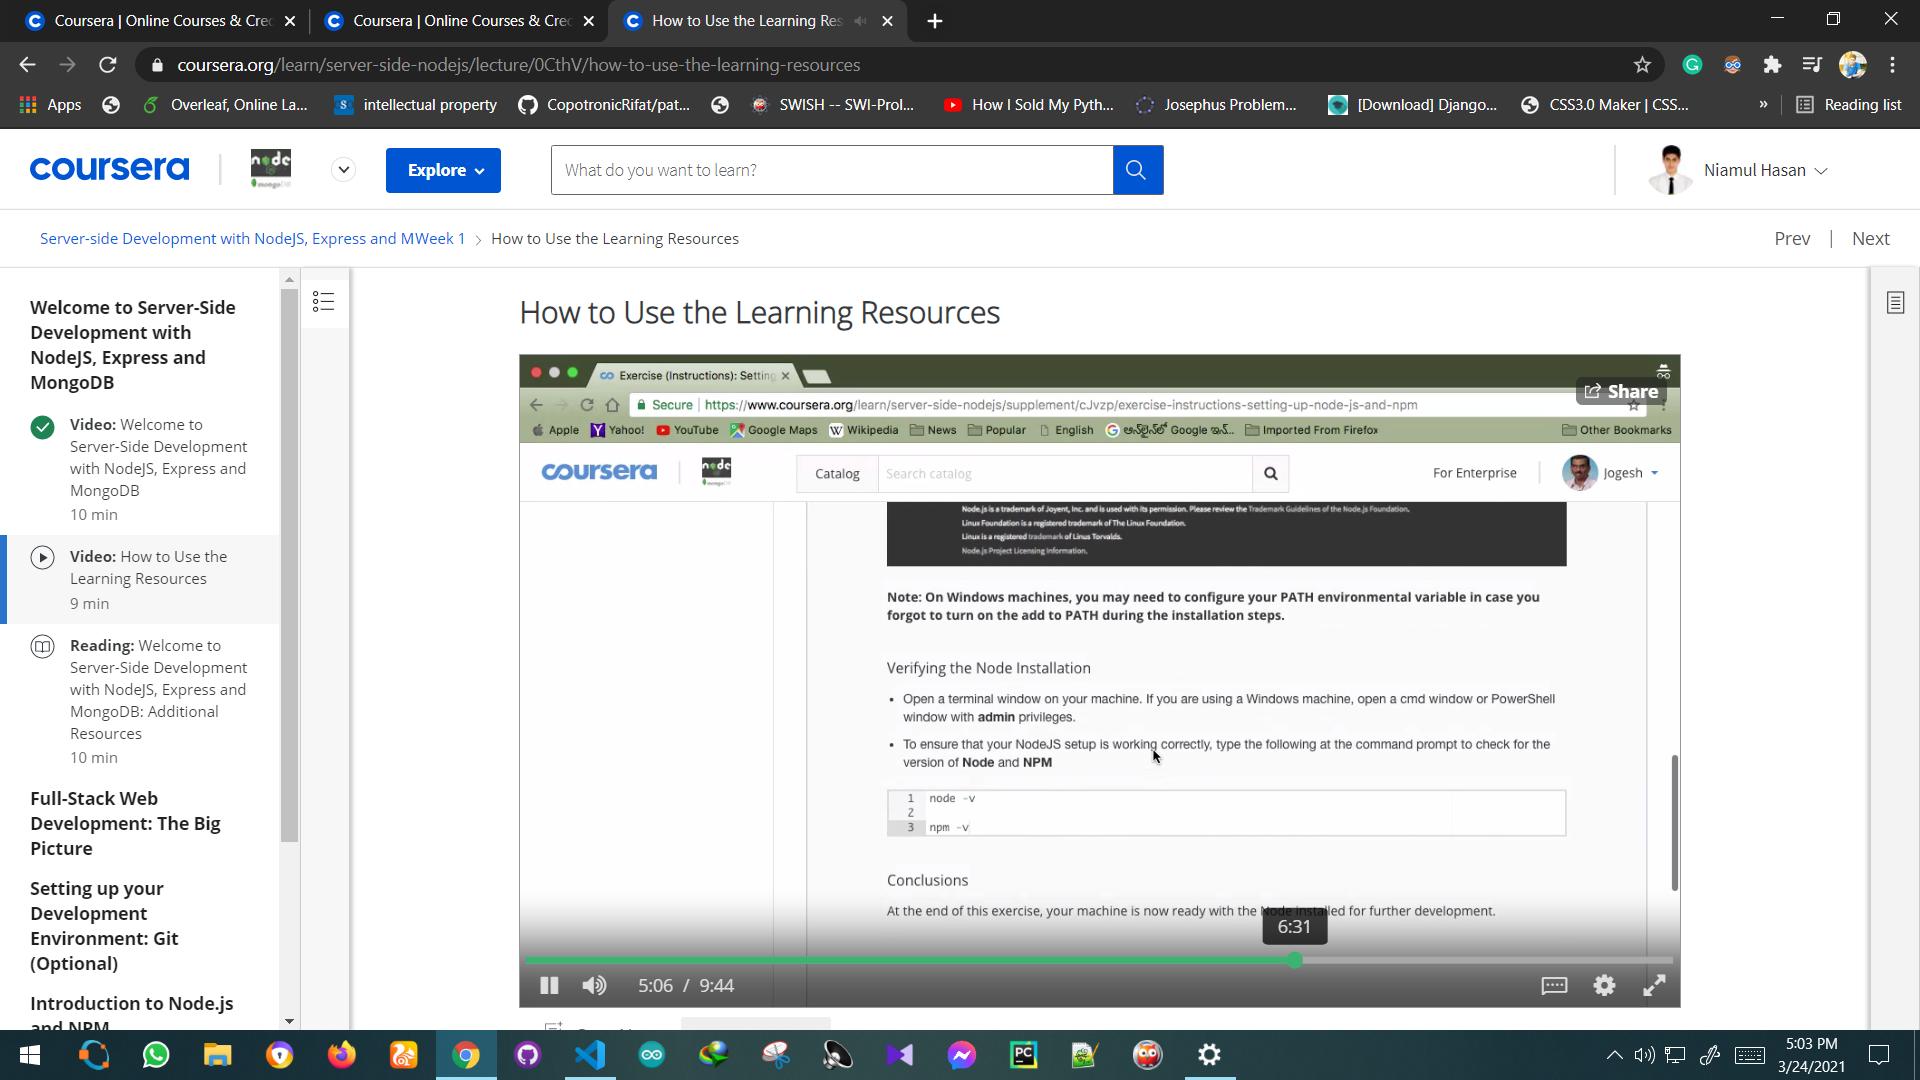 Coursera | Online Courses & Cre
Coursera | Online Courses & Cre
How to Use the Learning Res
coursera.org/learn/server-side-nodejs/lecture/0CthV/how-to-use-the-learning-resources
Apps
Overleaf, Online La...
intellectual property
CopotronicRifat/pat...
SWISH -- SWI-Prol...
How I Sold My Pyth...
Josephus Problem...
[Download] Django...
CSS3.0 Maker | CSS...
»
Reading list
coursera
node
mongoDB
Explore
What do you want to learn?
Niamul Hasan
Server-side Development with NodeJS, Express and MWeek 1 > How to Use the Learning Resources
Prev | Next
Welcome to Server-Side
Development with
NodeJS, Express and
MongoDB
Video: Welcome to
Server-Side Development
with NodeJS, Express and
MongoDB
10 min
Video: How to Use the
Learning Resources
9 min
Reading: Welcome to
Server-Side Development
with NodeJS, Express and
MongoDB: Additional
Resources
10 min
Full-Stack Web
Development: The Big
Picture
Setting up your
Development
Environment: Git
(Optional)
Introduction to Node.js
and NPM
How to Use the Learning Resources
Exercise (Instructions): Setting
Share
Secure | https://www.coursera.org/learn/server-side-nodejs/supplement/cJvzp/exercise-instructions-setting-up-node-js-and-npm
Apple
Yahoo!
YouTube
Google Maps
Wikipedia
News
Popular
English
Google
Imported From Firefox
Other Bookmarks
coursera
node
Catalog
Search catalog
For Enterprise
Jogesh
Node.js is a trademark of Joyent, Inc. and is used with its permission. Please review the Trademark Guidelines of the Node.js Foundation.
Linux Foundation is a registered trademark of The Linux Foundation.
Linux is a registered trademark of Linus Torvalds.
Node.js Project Licensing Information.
Note: On Windows machines, you may need to configure your PATH environmental variable in case you
forgot to turn on the add to PATH during the installation steps.
Verifying the Node Installation
• Open a terminal window on your machine. If you are using a Windows machine, open a cmd window or PowerShell
window with admin privileges.
• To ensure that your NodeJS setup is working correctly, type the following at the command prompt to check for the
version of Node and NPM
1 node -v
2
3 npm -v
Conclusions
At the end of this exercise, your machine is now ready with the Node installed for further development.
6:31
5:06 / 9:44
PC
5:03 PM
3/24/2021